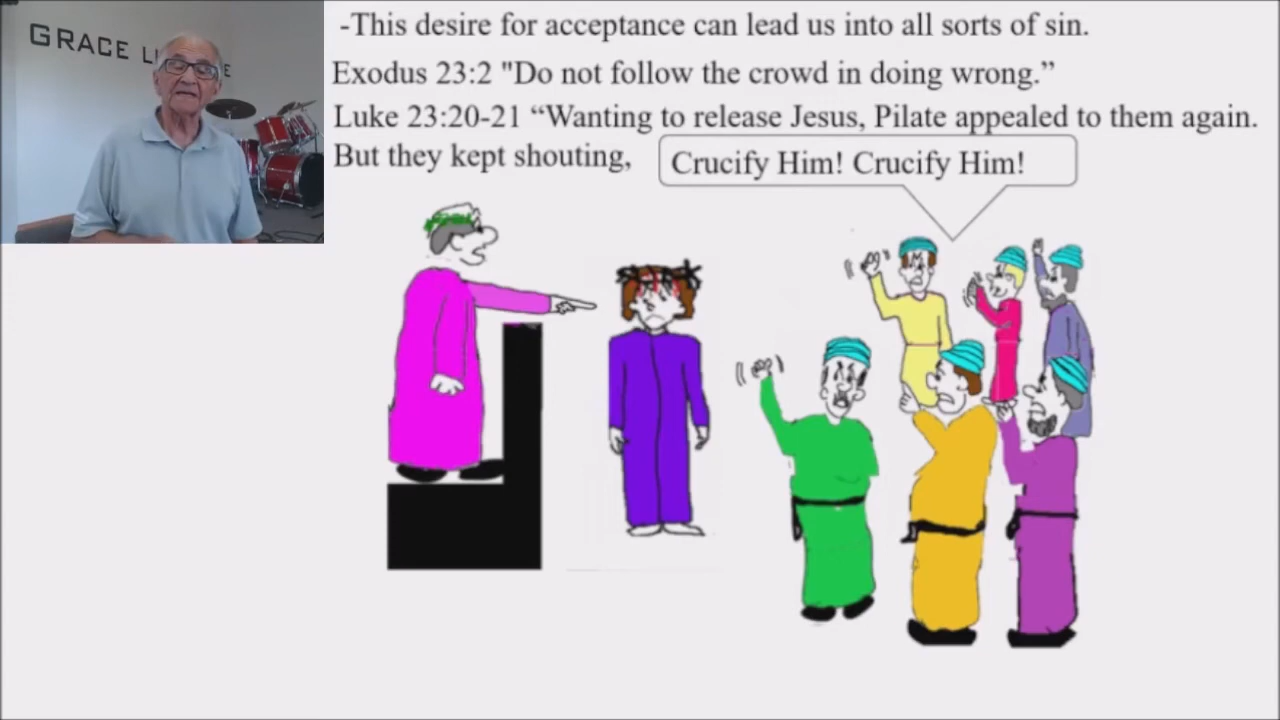 GRACE
-This desire for acceptance can lead us into all sorts of sin.
Exodus 23:2 "Do not follow the crowd in doing wrong.”
Luke 23:20-21 “Wanting to release Jesus, Pilate appealed to them again.
But they kept shouting,
Crucify Him! Crucify Him!